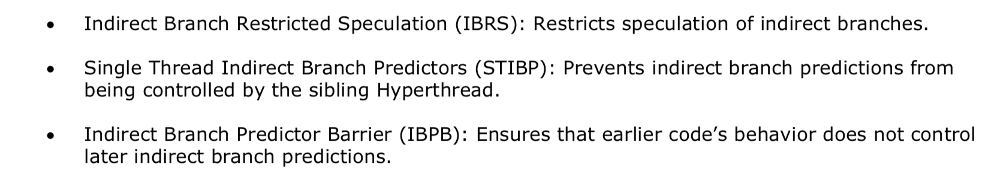 • Indirect Branch Restricted Speculation (IBRS): Restricts speculation of indirect branches.
• Single Thread Indirect Branch Predictors (STIBP): Prevents indirect branch predictions from
being controlled by the sibling Hyperthread.
• Indirect Branch Predictor Barrier (IBPB): Ensures that earlier code’s behavior does not control
later indirect branch predictions.